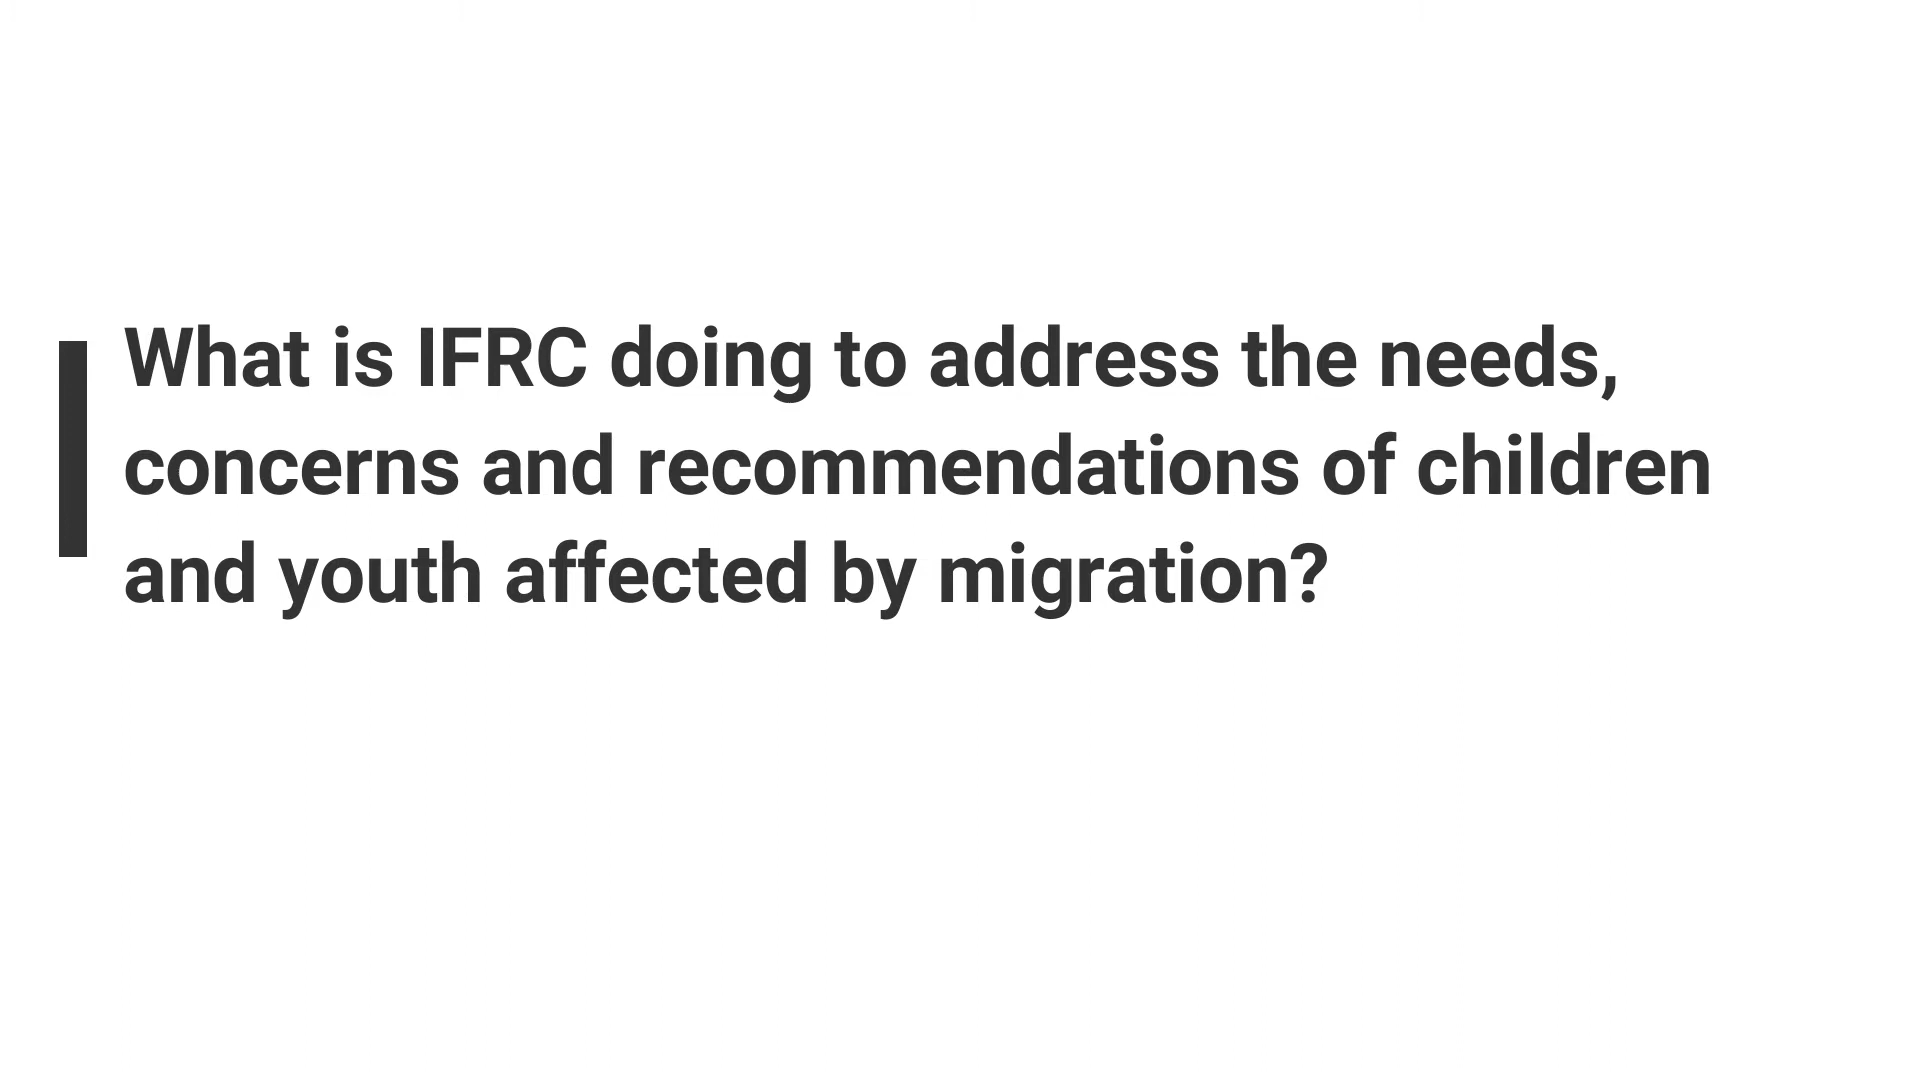 What is IFRC doing to address the needs,
concerns and recommendations of children
and youth affected by migration?